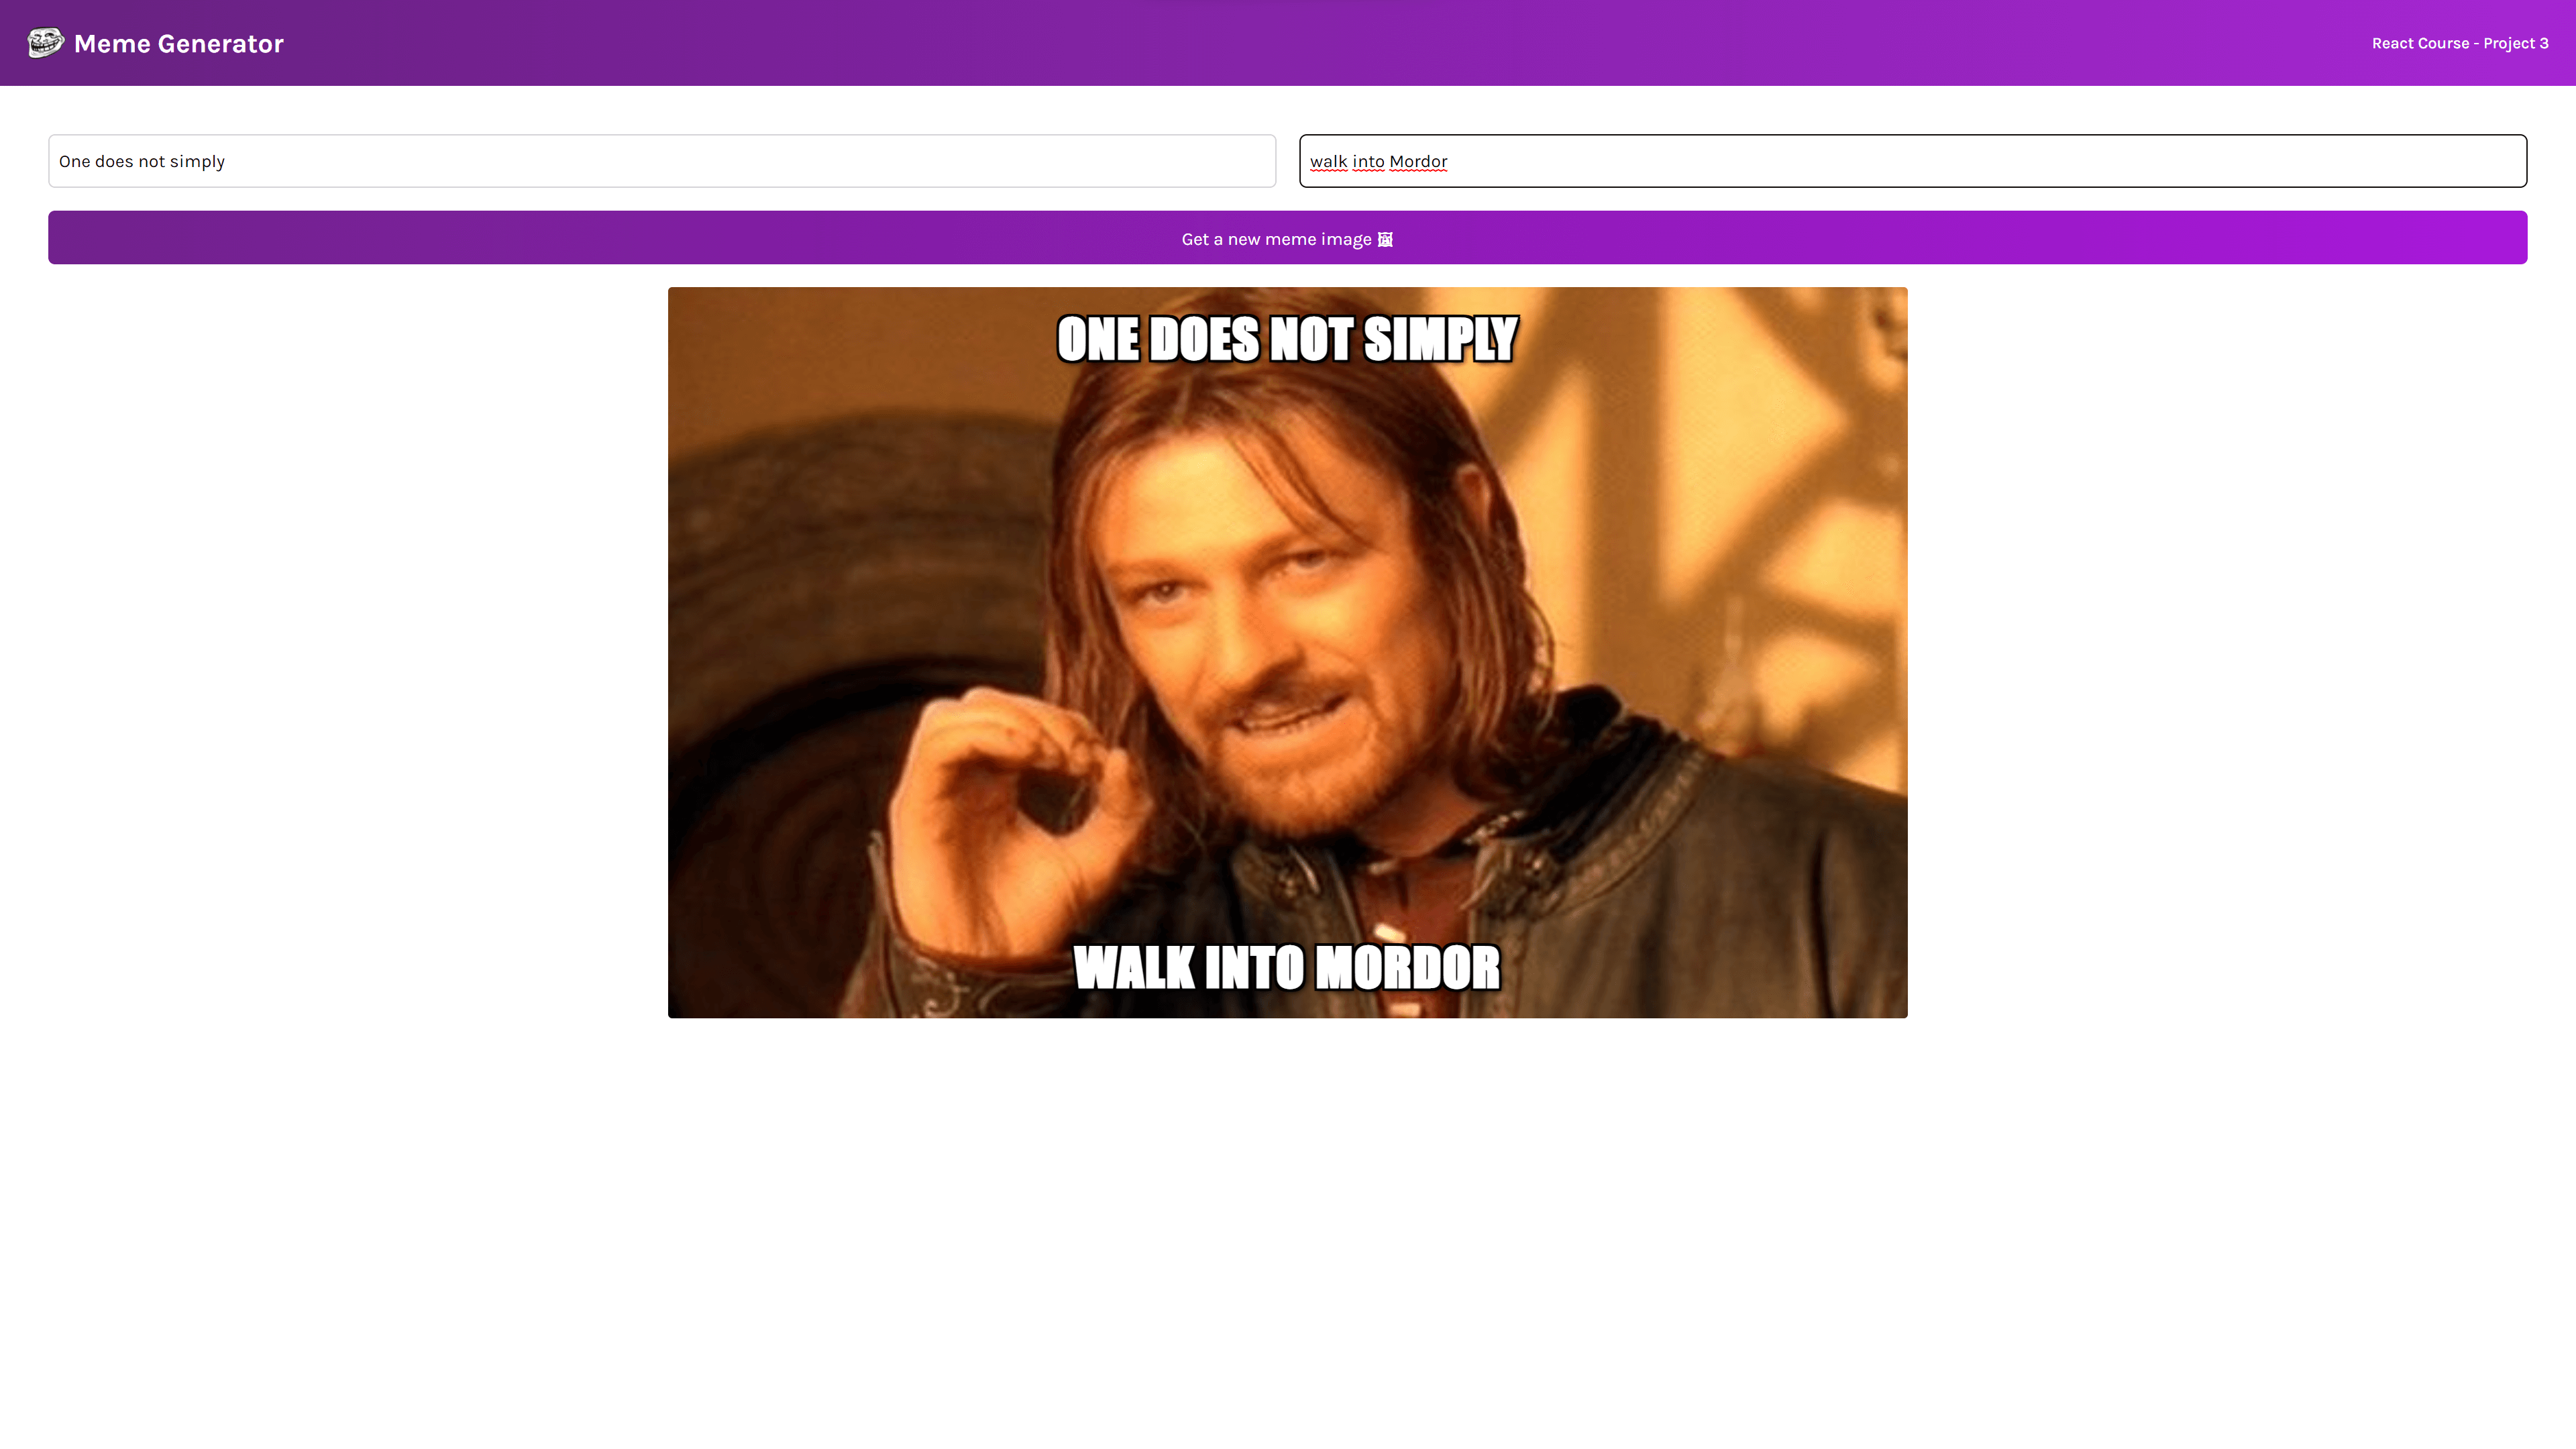 Meme Generator
React Course - Project 3
One does not simply
walk into Mordor
Get a new meme image 🖼
ONE DOES NOT SIMPLY
WALK INTO MORDOR